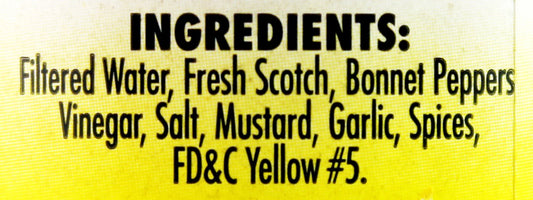 INGREDIENTS:
Filtered Water, Fresh Scotch, Bonnet Peppers
Vinegar, Salt, Mustard, Garlic, Spices,
FD&C Yellow #5.